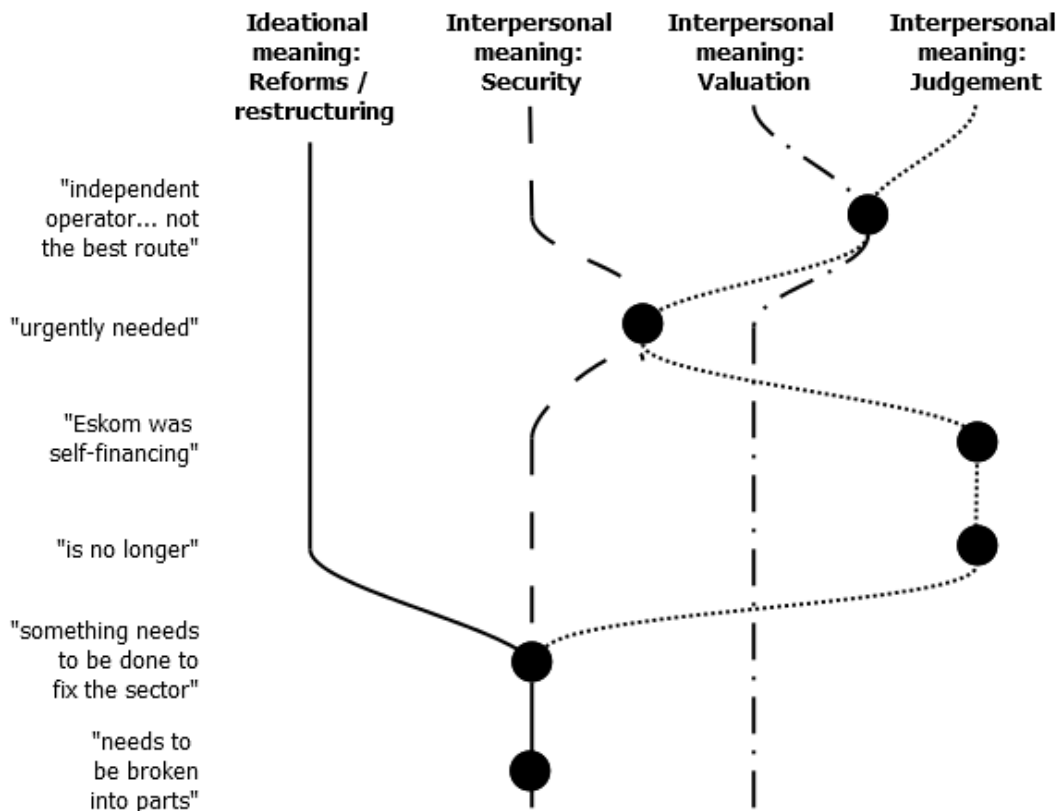 Ideational
meaning:
Reforms /
restructuring
Interpersonal
meaning:
Security
Interpersonal
meaning:
Valuation
Interpersonal
meaning:
Judgement
"independent
operator... not
the best route"
"urgently needed"
"Eskom was
self-financing"
"is no longer"
"something needs
to be done to
fix the sector"
"needs to
be broken
into parts"